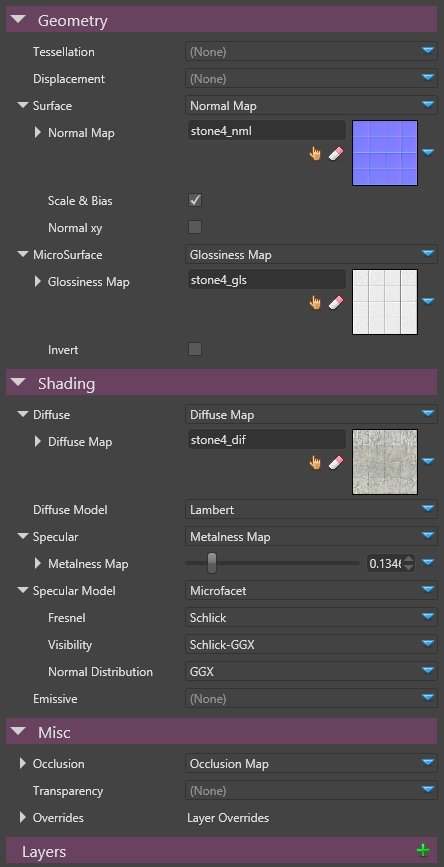 Geometry
Tessellation (None)
Displacement (None)
Surface Normal Map
Normal Map stone4_nml
Scale & Bias
Normal xy
MicroSurface Glossiness Map
Glossiness Map stone4_gls
Invert
Shading
Diffuse Diffuse Map
Diffuse Map stone4_dif
Diffuse Model Lambert
Specular Metalness Map
Metalness Map 0.1346
Specular Model Microfacet
Fresnel Schlick
Visibility Schlick-GGX
Normal Distribution GGX
Emissive (None)
Misc
Occlusion Occlusion Map
Transparency (None)
Overrides Layer Overrides
Layers